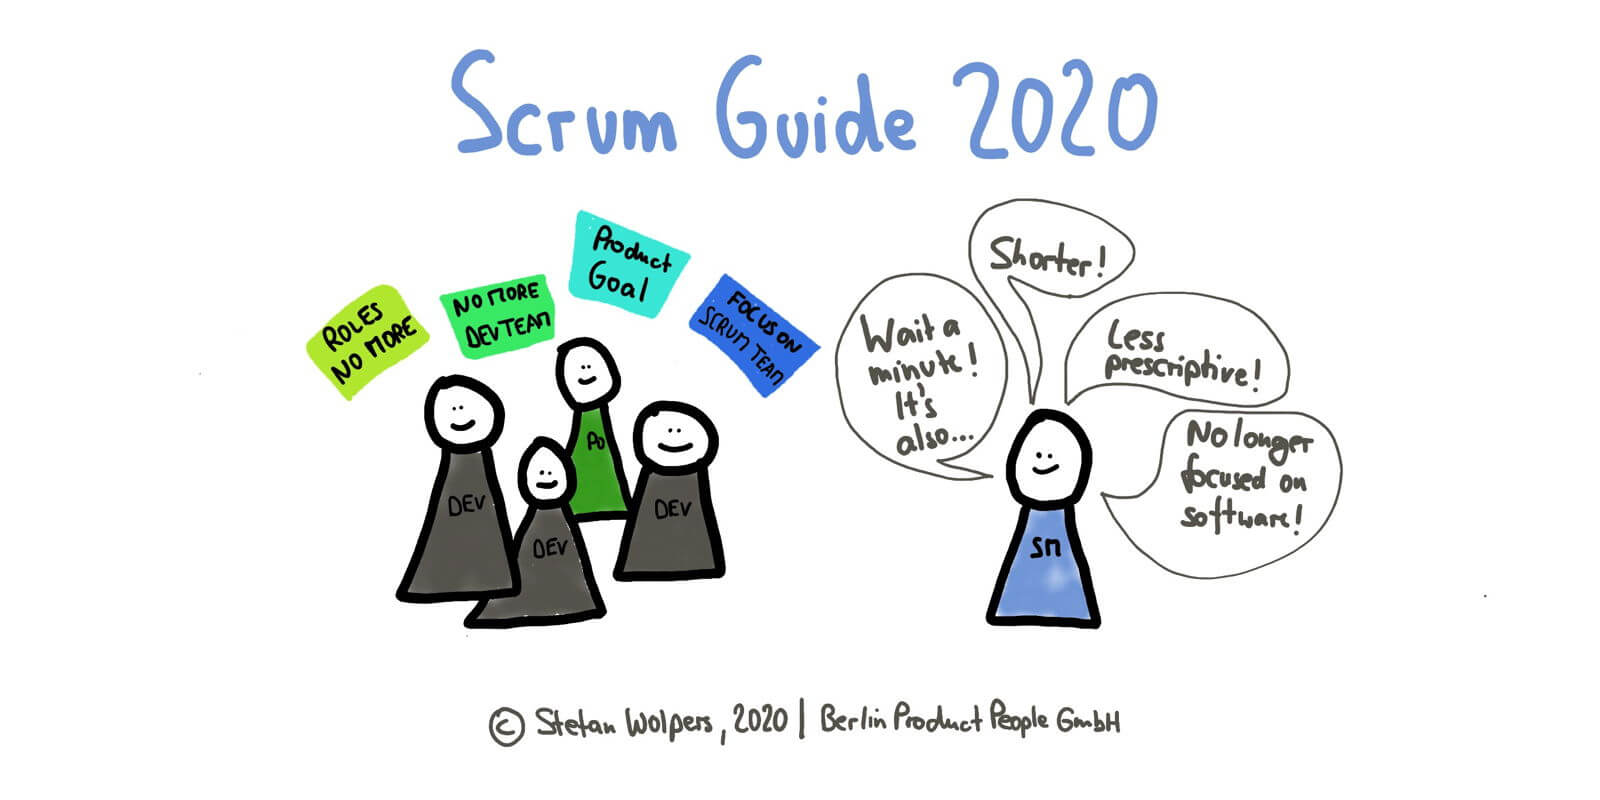 Scrum Guide 2020
ROLES
NO MORE
NO MORE
DEV TEAM
Product
Goal
FOCUS ON
SCRUM TEAM
DEV
DEV
PO
DEV
Wait a
minute!
It's
also...
Shorter!
Less
prescriptive!
No longer
focused on
software!
SM
© Stefan Wolpers, 2020 | Berlin Product People GmbH